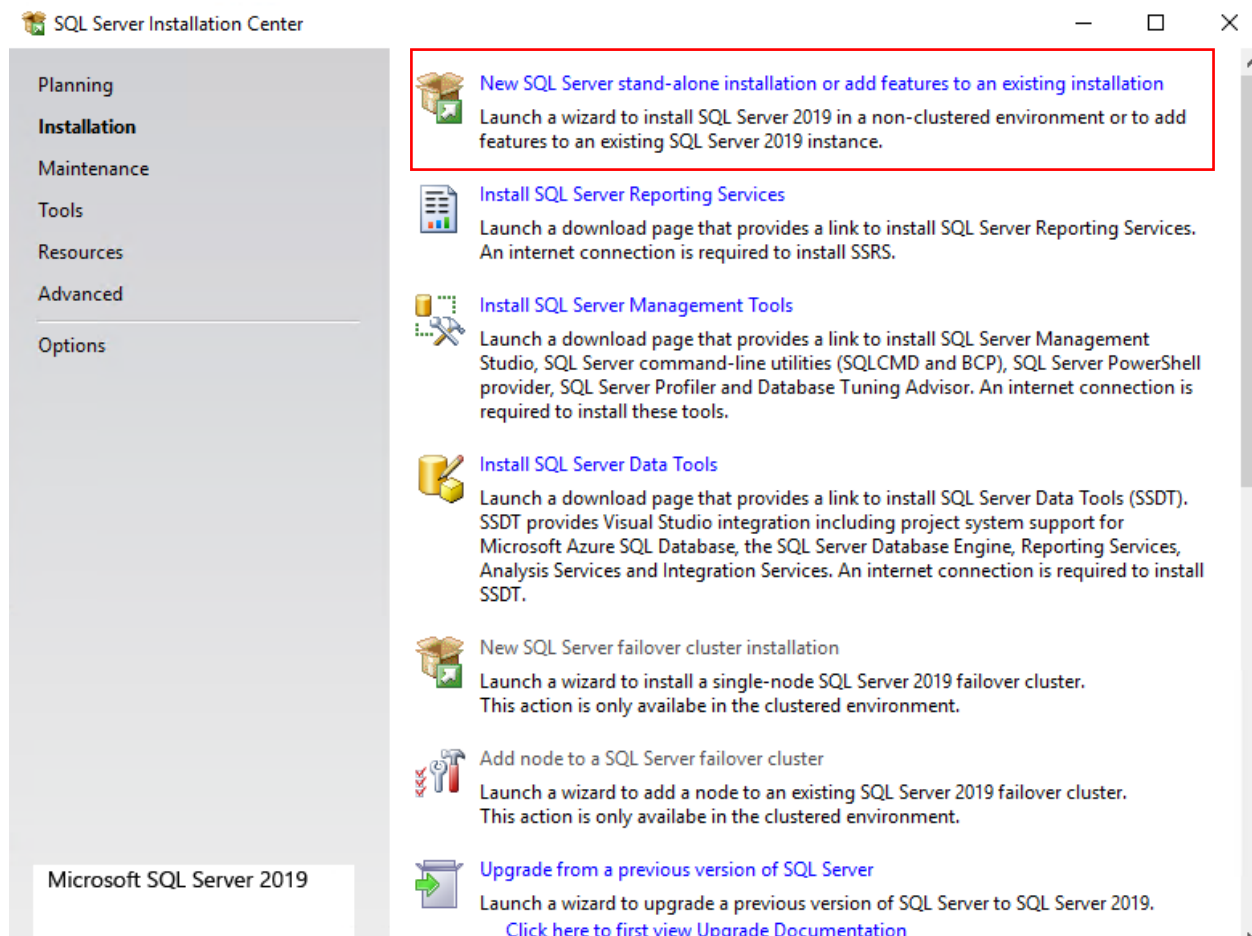 SQL Server Installation Center
Planning
Installation
Maintenance
Tools
Resources
Advanced
Options
Microsoft SQL Server 2019
New SQL Server stand-alone installation or add features to an existing installation
Launch a wizard to install SQL Server 2019 in a non-clustered environment or to add
features to an existing SQL Server 2019 instance.
Install SQL Server Reporting Services
Launch a download page that provides a link to install SQL Server Reporting Services.
An internet connection is required to install SSRS.
Install SQL Server Management Tools
Launch a download page that provides a link to install SQL Server Management
Studio, SQL Server command-line utilities (SQLCMD and BCP), SQL Server PowerShell
provider, SQL Server Profiler and Database Tuning Advisor. An internet connection is
required to install these tools.
Install SQL Server Data Tools
Launch a download page that provides a link to install SQL Server Data Tools (SSDT).
SSDT provides Visual Studio integration including project system support for
Microsoft Azure SQL Database, the SQL Server Database Engine, Reporting Services,
Analysis Services and Integration Services. An internet connection is required to install
SSDT.
New SQL Server failover cluster installation
Launch a wizard to install a single-node SQL Server 2019 failover cluster.
This action is only availabe in the clustered environment.
Add node to a SQL Server failover cluster
Launch a wizard to add a node to an existing SQL Server 2019 failover cluster.
This action is only availabe in the clustered environment.
Upgrade from a previous version of SQL Server
Launch a wizard to upgrade a previous version of SQL Server to SQL Server 2019.
Click here to first view Upgrade Documentation